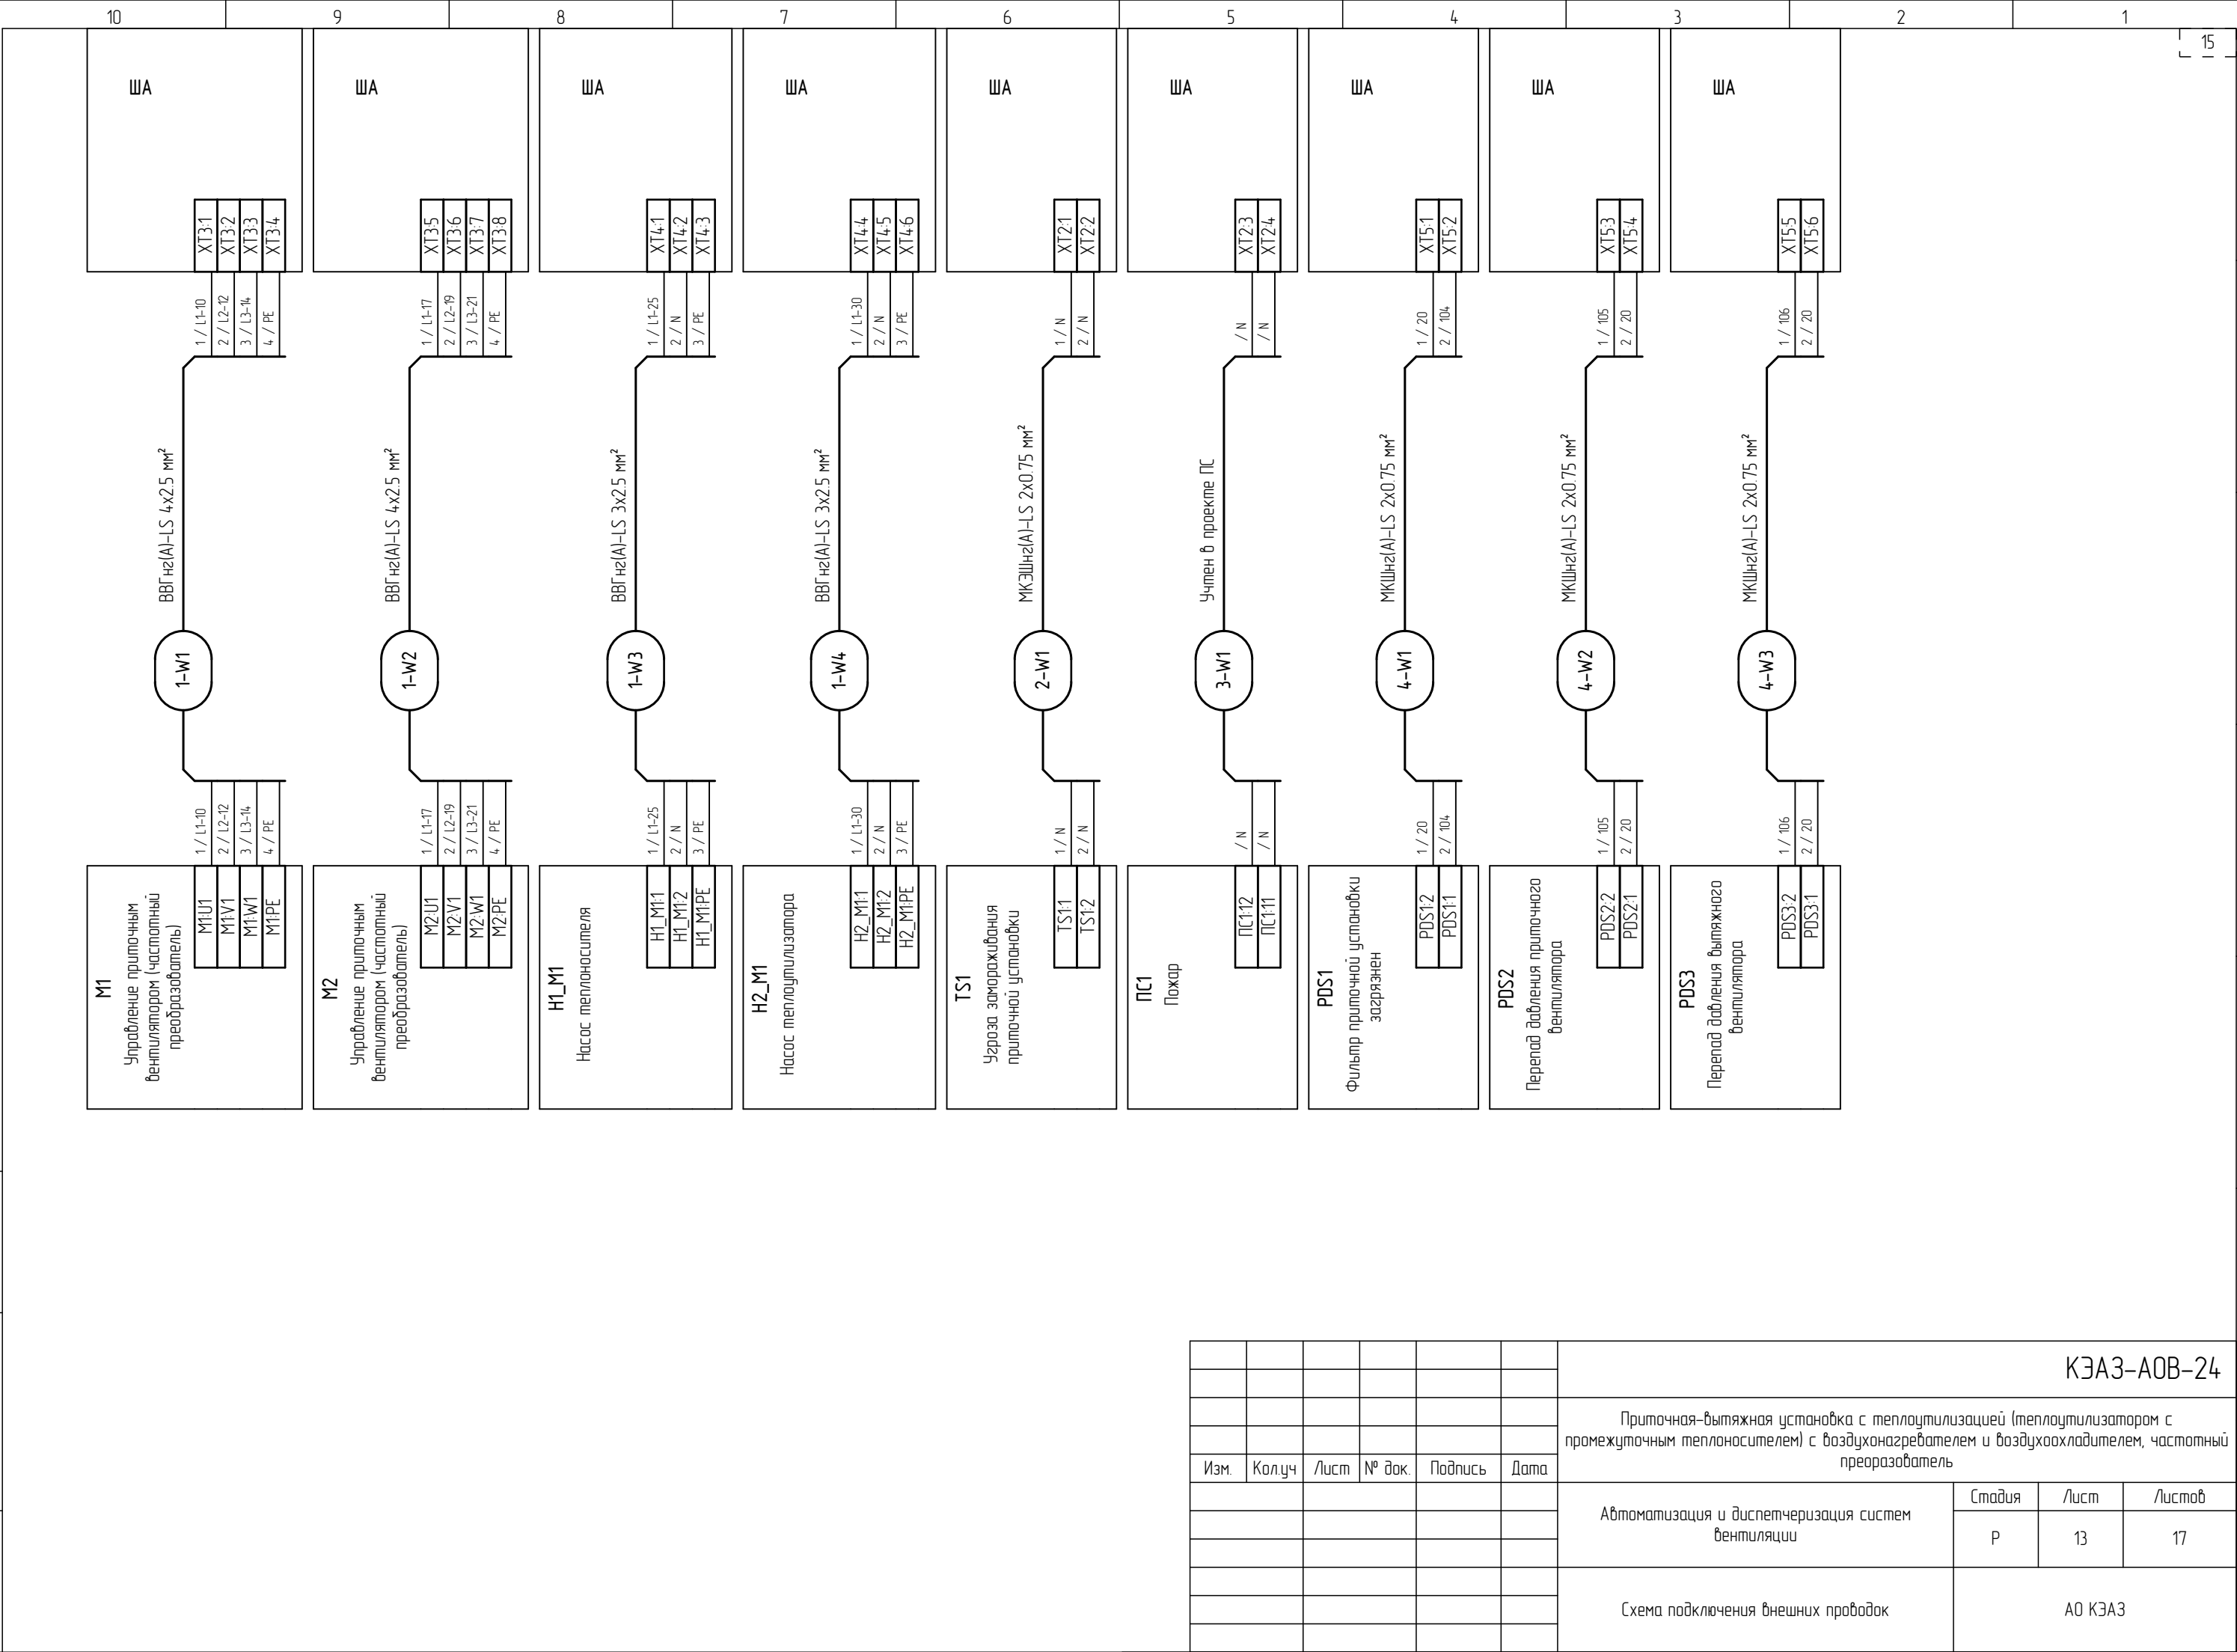 10
9
8
7
6
5
4
3
2
1
15
ША
ША
ША
ША
ША
ША
ША
ША
ША
XT3:1
XT3:2
XT3:3
XT3:4
XT3:5
XT3:6
XT3:7
XT3:8
XT4:1
XT4:2
XT4:3
XT4:4
XT4:5
XT4:6
XT2:1
XT2:2
XT2:3
XT2:4
XT5:1
XT5:2
XT5:3
XT5:4
XT5:5
XT5:6
1 / L1-10
2 / L2-12
3 / L3-14
4 / PE
1 / L1-17
2 / L2-19
3 / L3-21
4 / PE
1 / L1-25
2 / N
3 / PE
1 / L1-30
2 / N
3 / PE
1 / N
2 / N
/ N
/ N
1 / 20
2 / 104
1 / 105
2 / 20
1 / 106
2 / 20
ВВГнг(А)-LS 4x2.5 мм²
ВВГнг(А)-LS 4x2.5 мм²
ВВГнг(А)-LS 3x2.5 мм²
ВВГнг(А)-LS 3x2.5 мм²
МКЭШнг(А)-LS 2x0.75 мм²
Учтен в проекте ПС
МКШнг(А)-LS 2x0.75 мм²
МКШнг(А)-LS 2x0.75 мм²
МКШнг(А)-LS 2x0.75 мм²
1-W1
1-W2
1-W3
1-W4
2-W1
3-W1
4-W1
4-W2
4-W3
1 / L1-10
2 / L2-12
3 / L3-14
4 / PE
1 / L1-17
2 / L2-19
3 / L3-21
4 / PE
1 / L1-25
2 / N
3 / PE
1 / L1-30
2 / N
3 / PE
1 / N
2 / N
/ N
/ N
1 / 20
2 / 104
1 / 105
2 / 20
1 / 106
2 / 20
M1
Управление приточным
вентилятором (частотный
преобразователь)
M1:U1
M1:V1
M1:W1
M1:PE
M2
Управление приточным
вентилятором (частотный
преобразователь)
M2:U1
M2:V1
M2:W1
M2:PE
H1_M1
Насос теплоносителя
H1_M1:1
H1_M1:2
H1_M1:PE
H2_M1
Насос теплоутилизатора
H2_M1:1
H2_M1:2
H2_M1:PE
TS1
Угроза замораживания
приточной установки
TS1:1
TS1:2
ПС1
Пожар
ПС1:12
ПС1:11
PDS1
Фильтр приточной установки
загрязнен
PDS1:2
PDS1:1
PDS2
Перепад давления приточного
вентилятора
PDS2:2
PDS2:1
PDS3
Перепад давления вытяжного
вентилятора
PDS3:2
PDS3:1
КЭАЗ-АОВ-24
Приточная-вытяжная установка с теплоутилизацией (теплоутилизатором с
промежуточным теплоносителем) с воздухонагревателем и воздухоохладителем, частотный
преоразователь
Изм. Кол.уч Лист № док. Подпись Дата
Автоматизация и диспетчеризация систем
вентиляции
Стадия Лист Листов
Р 13 17
Схема подключения внешних проводок
АО КЭАЗ